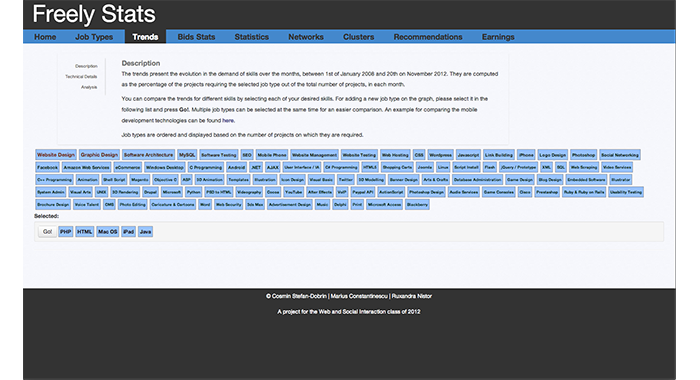 Freely Stats
Home Job Types Trends Bids Stats Statistics Networks Clusters Recommendations Earnings
Description
Technical Details
Analysis
Description
The trends present the evolution in the demand of skills over the months, between 1st of January 2008 and 20th on November 2012. They are computed
as the percentage of the projects requiring the selected job type out of the total number of projects, in each month.
You can compare the trends for different skills by selecting each of your desired skills. For adding a new job type on the graph, please select it in the
following list and press Go!. Multiple job types can be selected at the same time for an easier comparison. An example for comparing the mobile
development technologies can be found here.
Job types are ordered and displayed based on the number of projects on which they are required.
Website Design Graphic Design Software Architecture MySQL Software Testing SEO Mobile Phone Website Management Website Testing Web Hosting CSS Wordpress Javascript Link Building iPhone Logo Design Photoshop Social Networking
Facebook Amazon Web Services eCommerce Windows Desktop C Programming Android .NET AJAX User Interface / IA C# Programming HTML5 Shopping Carts Joomla Linux Script Install Flash jQuery / Prototype XML SQL Web Scraping Video Services
C++ Programming Animation Shell Script Magento Objective C ASP 3D Animation Templates Illustration Icon Design Visual Basic Twitter 3D Modelling Banner Design Arts & Crafts Database Administration Game Design Blog Design Embedded Software Illustrator
System Admin Visual Arts UNIX 3D Rendering Drupal Microsoft Python PSD to HTML Videography Cocoa YouTube After Effects VoIP Paypal API ActionScript Photoshop Design Audio Services Game Consoles Cisco Prestashop Ruby & Ruby on Rails Usability Testing
Brochure Design Voice Talent CMS Photo Editing Caricature & Cartoons Word Web Security 3ds Max Advertisement Design Music Delphi Print Microsoft Access Blackberry
Selected:
Go! PHP HTML Mac OS iPad Java
© Cosmin Stefan-Dobrin | Marius Constantinescu | Ruxandra Nistor
A project for the Web and Social Interaction class of 2012